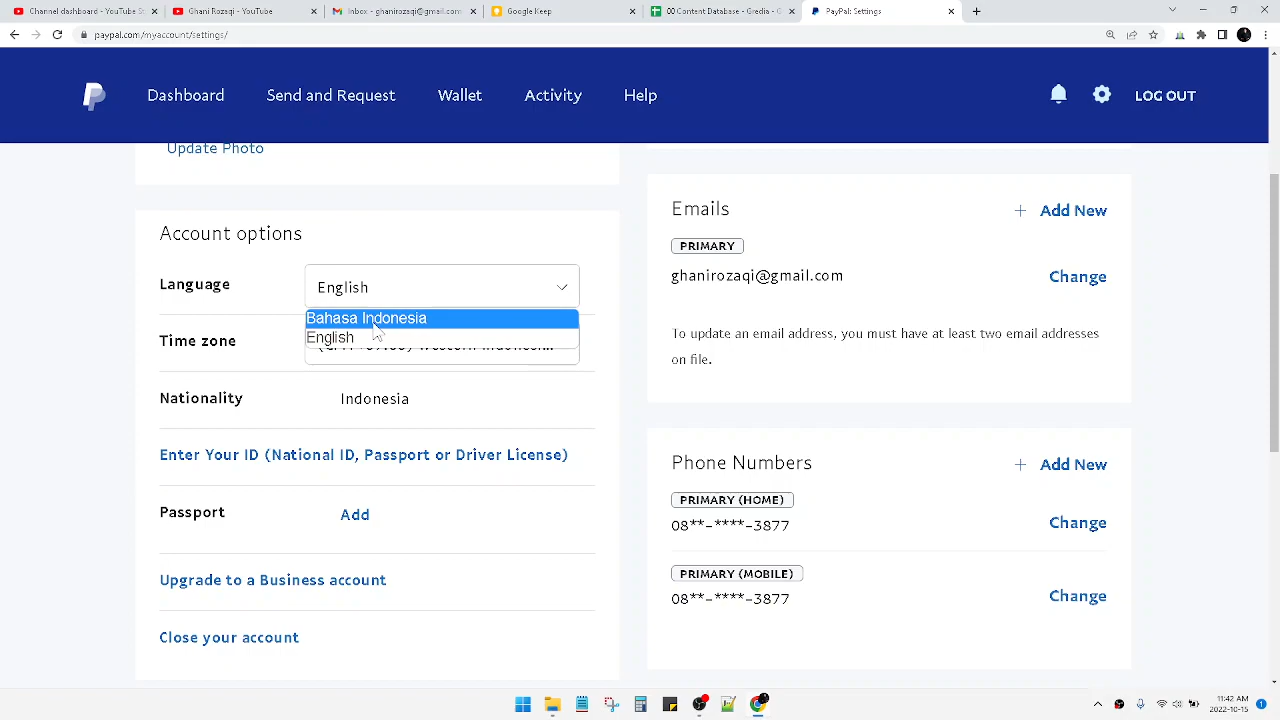 Channel dashboard - YouTube St
Ghani Rozaqi - YouTube
Inbox - ghanirozaqi@gmail.com
Google Keep
00 Content Database - Gredia - G
PayPal: Settings
paypal.com/myaccount/settings/
Dashboard
Send and Request
Wallet
Activity
Help
LOG OUT
Update Photo
Account options
Language
English
Bahasa Indonesia
English
Time zone
Nationality
Indonesia
Enter Your ID (National ID, Passport or Driver License)
Passport
Add
Upgrade to a Business account
Close your account
Emails
Add New
PRIMARY
ghanirozaqi@gmail.com
Change
To update an email address, you must have at least two email addresses
on file.
Phone Numbers
Add New
PRIMARY (HOME)
08**-****-3877
Change
PRIMARY (MOBILE)
08**-****-3877
Change
11:42 AM
2022-10-15